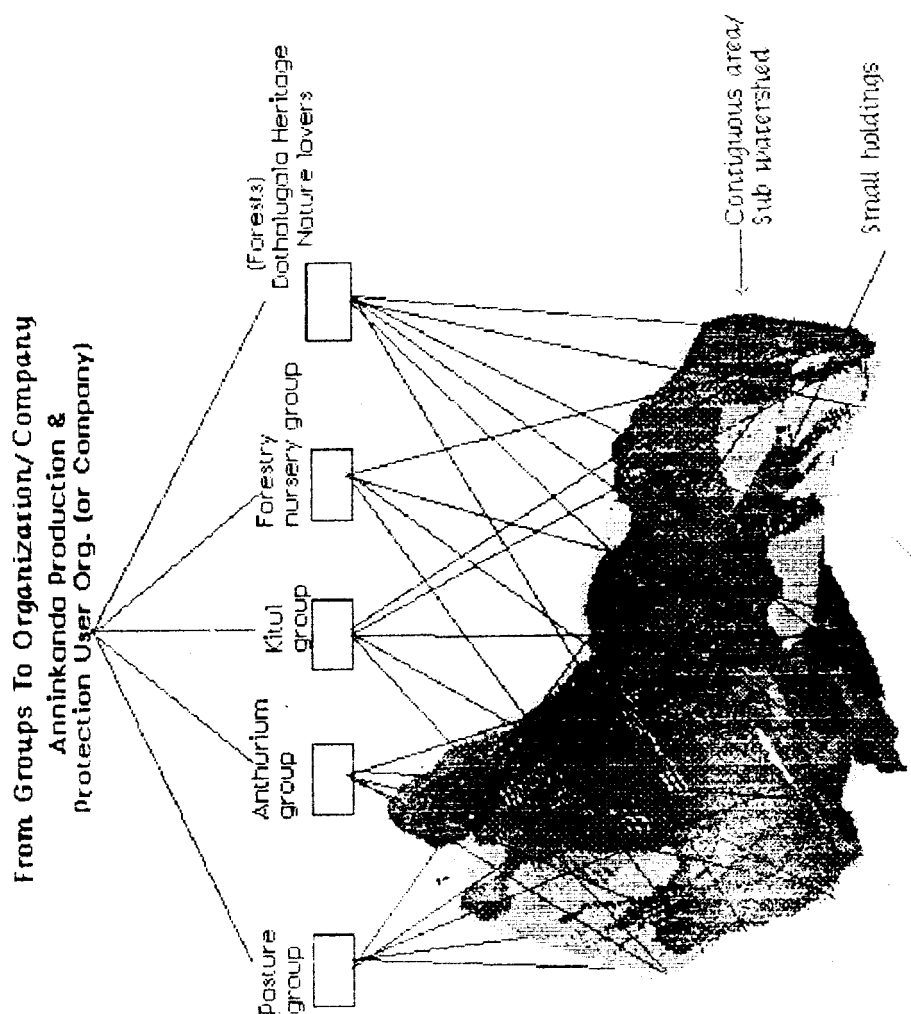 From Groups To Organization/Company
Anninkanda Production &
Protection User Org. (or Company)
Pasture
group
Anthurium
group
Kitul
group
Forestry
nursery group
(Forests)
Dothalugala Heritage
Nature lovers
Contiguous area/
Sub watershed
Small holdings